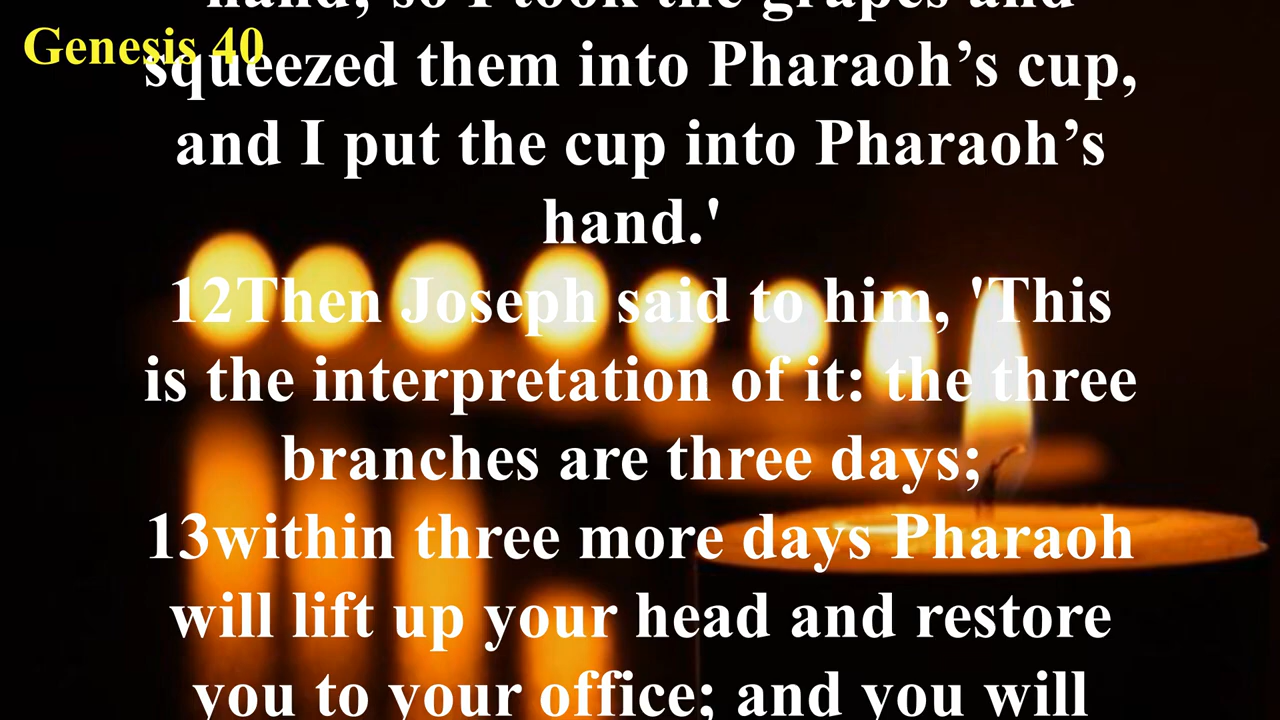 Genesis 40
hand; so I took the grapes and
squeezed them into Pharaoh’s cup,
and I put the cup into Pharaoh’s
hand.'
12Then Joseph said to him, 'This
is the interpretation of it: the three
branches are three days;
13within three more days Pharaoh
will lift up your head and restore
you to your office; and you will